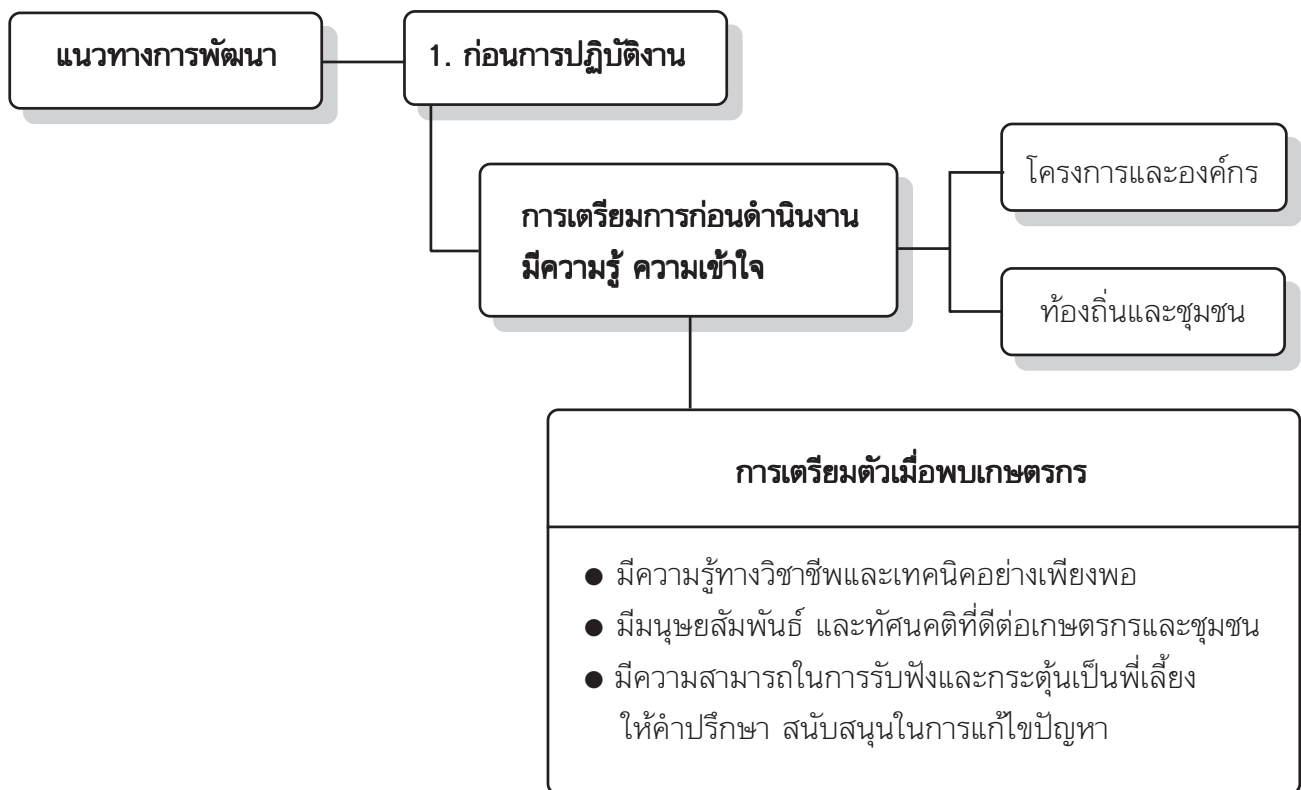 แนวทางการพัฒนา
1. ก่อนการปฏิบัติงาน
การเตรียมการก่อนดำนินงาน
มีความรู้ ความเข้าใจ
โครงการและองค์กร
ท้องถิ่นและชุมชน
การเตรียมตัวเมื่อพบเกษตรกร
● มีความรู้ทางวิชาชีพและเทคนิคอย่างเพียงพอ
● มีมนุษยสัมพันธ์ และทัศนคติที่ดีต่อเกษตรกรและชุมชน
● มีความสามารถในการรับฟังและกระตุ้นเป็นพี่เลี้ยง
ให้คำปรึกษา สนับสนุนในการแก้ไขปัญหา